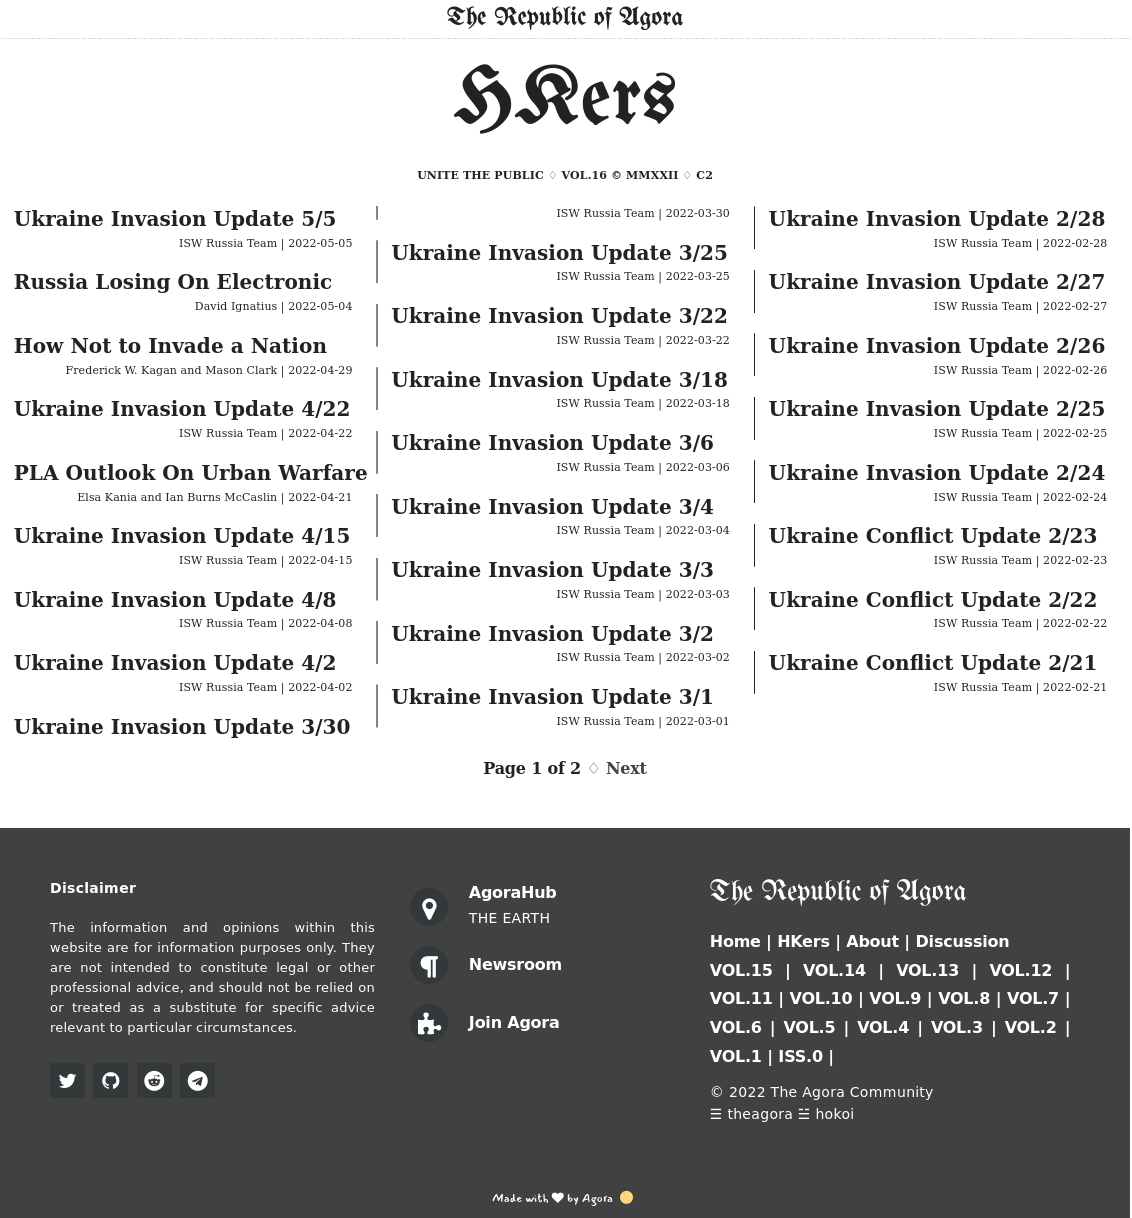 The Republic of Agora
HKers
UNITE THE PUBLIC ♢ VOL.16 © MMXXII ♢ C2
Ukraine Invasion Update 5/5
ISW Russia Team | 2022-05-05
Russia Losing On Electronic
David Ignatius | 2022-05-04
How Not to Invade a Nation
Frederick W. Kagan and Mason Clark | 2022-04-29
Ukraine Invasion Update 4/22
ISW Russia Team | 2022-04-22
PLA Outlook On Urban Warfare
Elsa Kania and Ian Burns McCaslin | 2022-04-21
Ukraine Invasion Update 4/15
ISW Russia Team | 2022-04-15
Ukraine Invasion Update 4/8
ISW Russia Team | 2022-04-08
Ukraine Invasion Update 4/2
ISW Russia Team | 2022-04-02
Ukraine Invasion Update 3/30
ISW Russia Team | 2022-03-30
Ukraine Invasion Update 3/25
ISW Russia Team | 2022-03-25
Ukraine Invasion Update 3/22
ISW Russia Team | 2022-03-22
Ukraine Invasion Update 3/18
ISW Russia Team | 2022-03-18
Ukraine Invasion Update 3/6
ISW Russia Team | 2022-03-06
Ukraine Invasion Update 3/4
ISW Russia Team | 2022-03-04
Ukraine Invasion Update 3/3
ISW Russia Team | 2022-03-03
Ukraine Invasion Update 3/2
ISW Russia Team | 2022-03-02
Ukraine Invasion Update 3/1
ISW Russia Team | 2022-03-01
Ukraine Invasion Update 2/28
ISW Russia Team | 2022-02-28
Ukraine Invasion Update 2/27
ISW Russia Team | 2022-02-27
Ukraine Invasion Update 2/26
ISW Russia Team | 2022-02-26
Ukraine Invasion Update 2/25
ISW Russia Team | 2022-02-25
Ukraine Invasion Update 2/24
ISW Russia Team | 2022-02-24
Ukraine Conflict Update 2/23
ISW Russia Team | 2022-02-23
Ukraine Conflict Update 2/22
ISW Russia Team | 2022-02-22
Ukraine Conflict Update 2/21
ISW Russia Team | 2022-02-21
Page 1 of 2 ♢ Next
Disclaimer
The information and opinions within this
website are for information purposes only. They
are not intended to constitute legal or other
professional advice, and should not be relied on
or treated as a substitute for specific advice
relevant to particular circumstances.
AgoraHub
THE EARTH
Newsroom
Join Agora
The Republic of Agora
Home | HKers | About | Discussion
VOL.15 | VOL.14 | VOL.13 | VOL.12 |
VOL.11 | VOL.10 | VOL.9 | VOL.8 | VOL.7 |
VOL.6 | VOL.5 | VOL.4 | VOL.3 | VOL.2 |
VOL.1 | ISS.0 |
© 2022 The Agora Community
☰ theagora ☱ hokoi
Made with ♥ by Agora